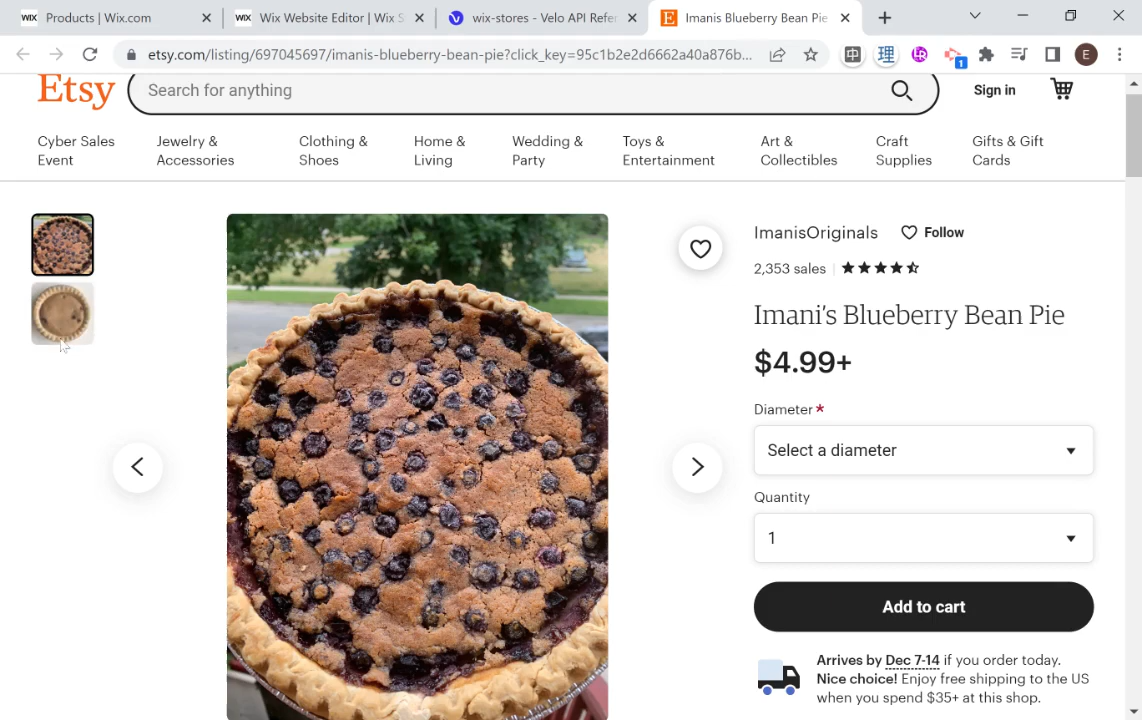 WIX Products | Wix.com
WIX Wix Website Editor | Wix S
wix-stores - Velo API Refer
E Imanis Blueberry Bean Pie
etsy.com/listing/697045697/imanis-blueberry-bean-pie?click_key=95c1b2e2d6662a40a876b...
理
1
E
Etsy
Search for anything
Sign in
Cyber Sales
Event
Jewelry &
Accessories
Clothing &
Shoes
Home &
Living
Wedding &
Party
Toys &
Entertainment
Art &
Collectibles
Craft
Supplies
Gifts & Gift
Cards
ImanisOriginals
Follow
2,353 sales
Imani's Blueberry Bean Pie
$4.99+
Diameter *
Select a diameter
Quantity
1
Add to cart
Arrives by Dec 7-14 if you order today.
Nice choice! Enjoy free shipping to the US
when you spend $35+ at this shop.